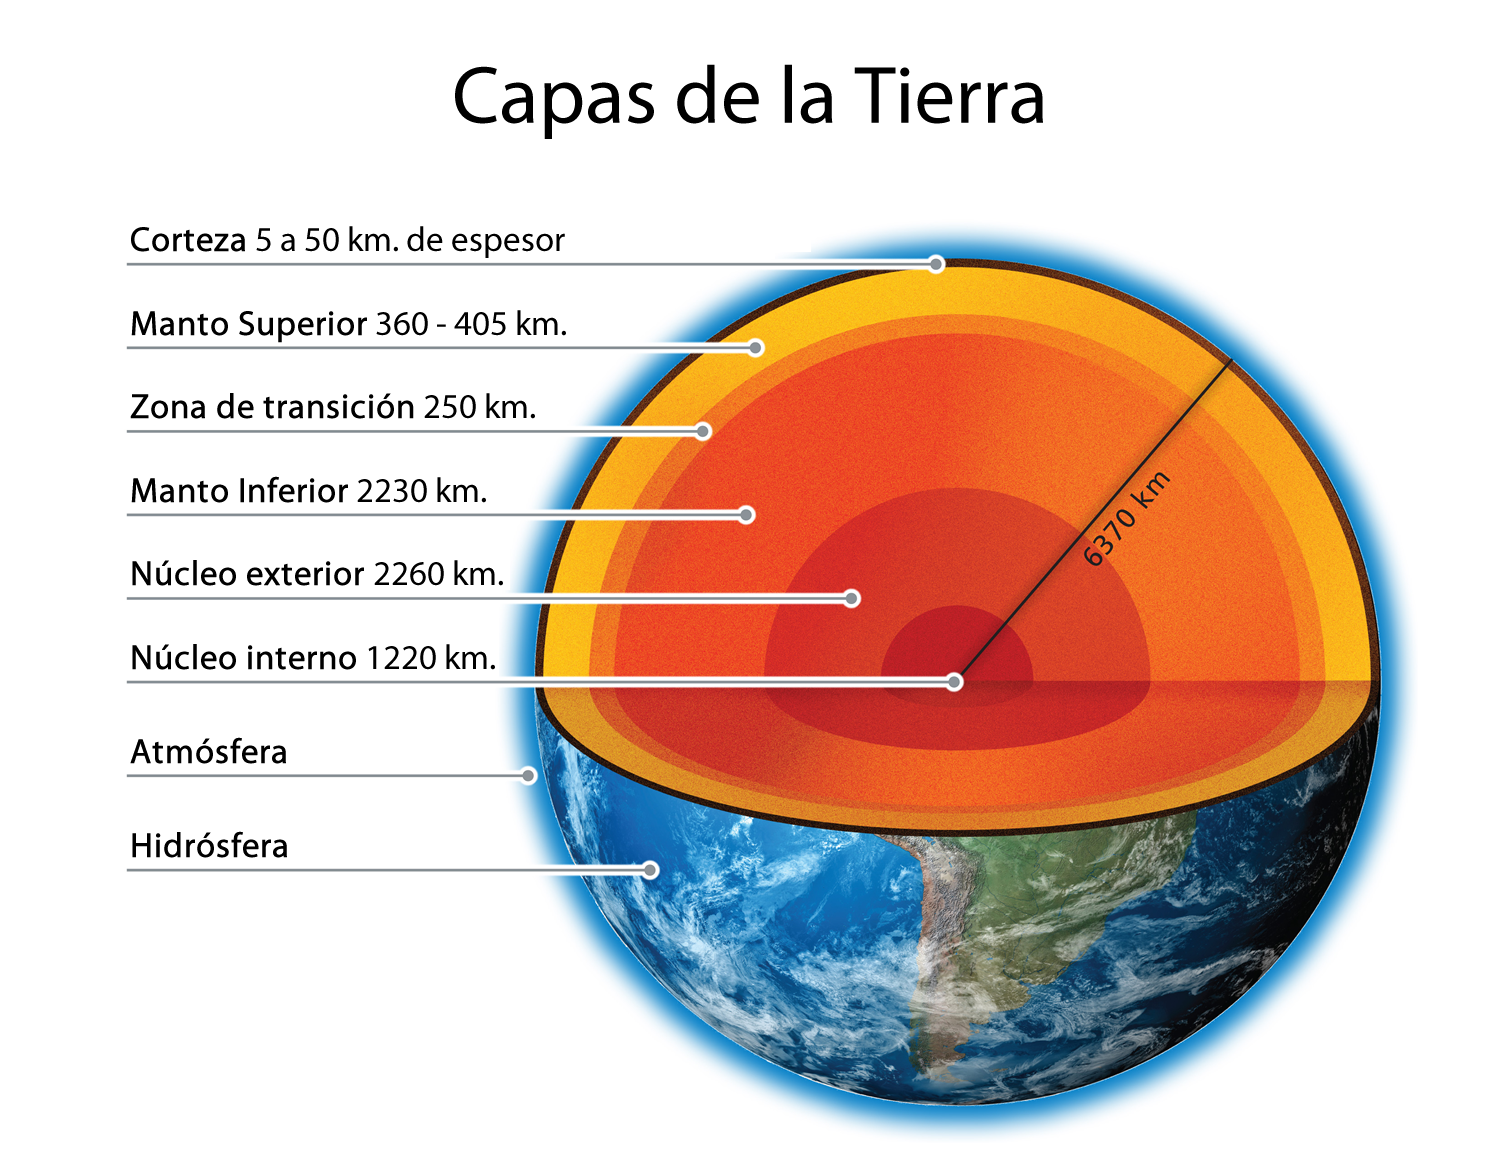 Capas de la Tierra
Corteza 5 a 50 km. de espesor
Manto Superior 360 - 405 km.
Zona de transición 250 km.
Manto Inferior 2230 km.
Núcleo exterior 2260 km.
Núcleo interno 1220 km.
Atmósfera
Hidrósfera
6370 km